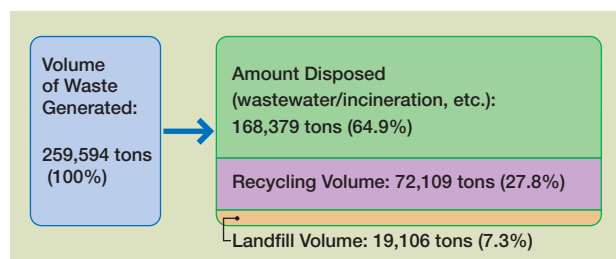 Volume
of Waste
Generated:
259,594 tons
(100%)
Amount Disposed
(wastewater/incineration, etc.):
168,379 tons (64.9%)
Recycling Volume: 72,109 tons (27.8%)
Landfill Volume: 19,106 tons (7.3%)